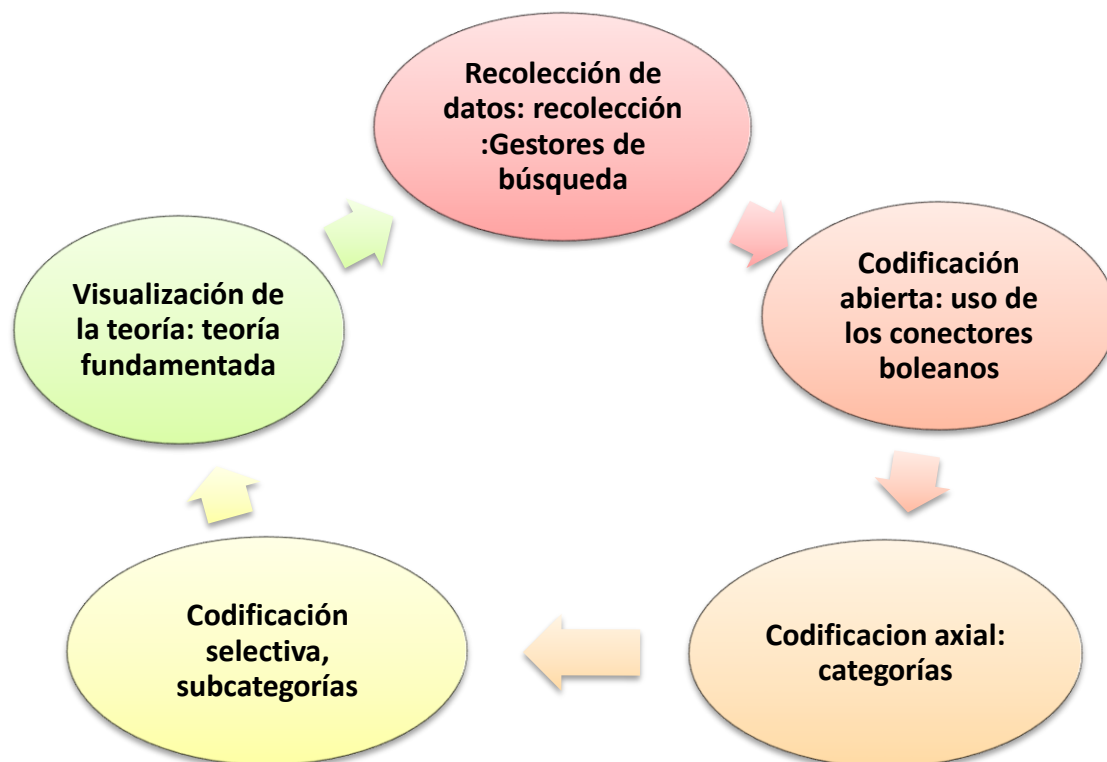 Recolección de
datos: recolección
:Gestores de
búsqueda
Codificación
abierta: uso de
los conectores
boleanos
Codificacion axial:
categorías
Codificación
selectiva,
subcategorías
Visualización de
la teoría: teoría
fundamentada